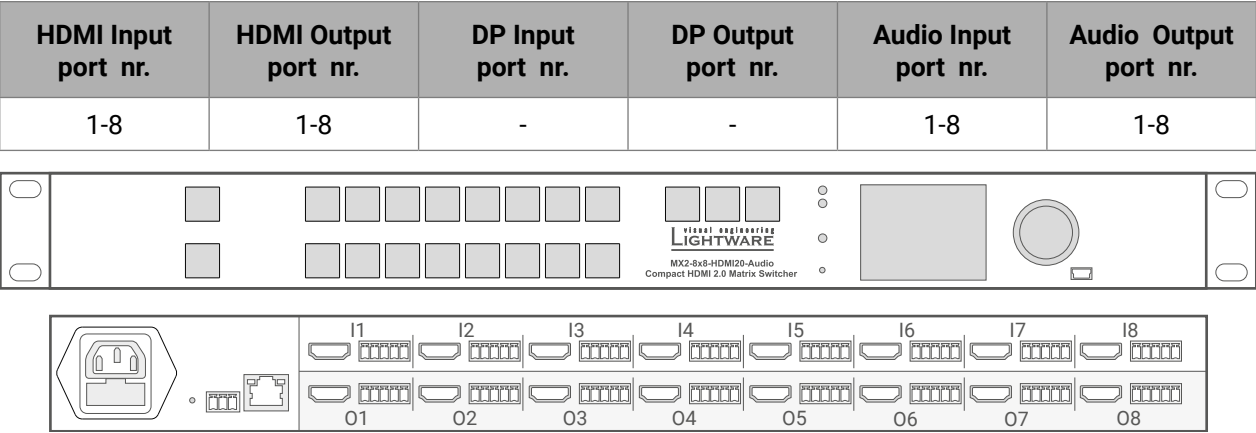 HDMI Input port nr. HDMI Output port nr. DP Input port nr. DP Output port nr. Audio Input port nr. Audio Output port nr.
1-8 1-8 - - 1-8 1-8
visual engineering
LIGHTWARE
MX2-8x8-HDMI20-Audio
Compact HDMI 2.0 Matrix Switcher
I1 I2 I3 I4 I5 I6 I7 I8
O1 O2 O3 O4 O5 O6 O7 O8